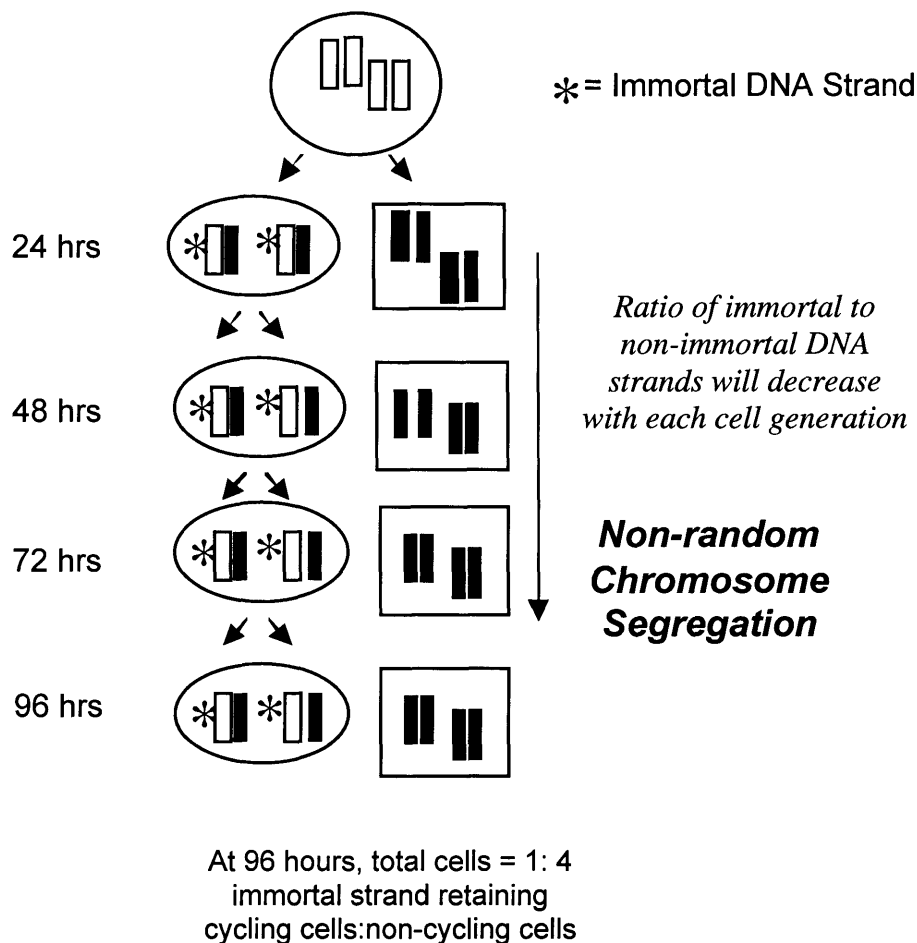 *= Immortal DNA Strand
24 hrs
* *
Ratio of immortal to
non-immortal DNA
strands will decrease
with each cell generation
48 hrs
* *
72 hrs
* *
Non-random
Chromosome
Segregation
96 hrs
* *
At 96 hours, total cells = 1: 4
immortal strand retaining
cycling cells:non-cycling cells